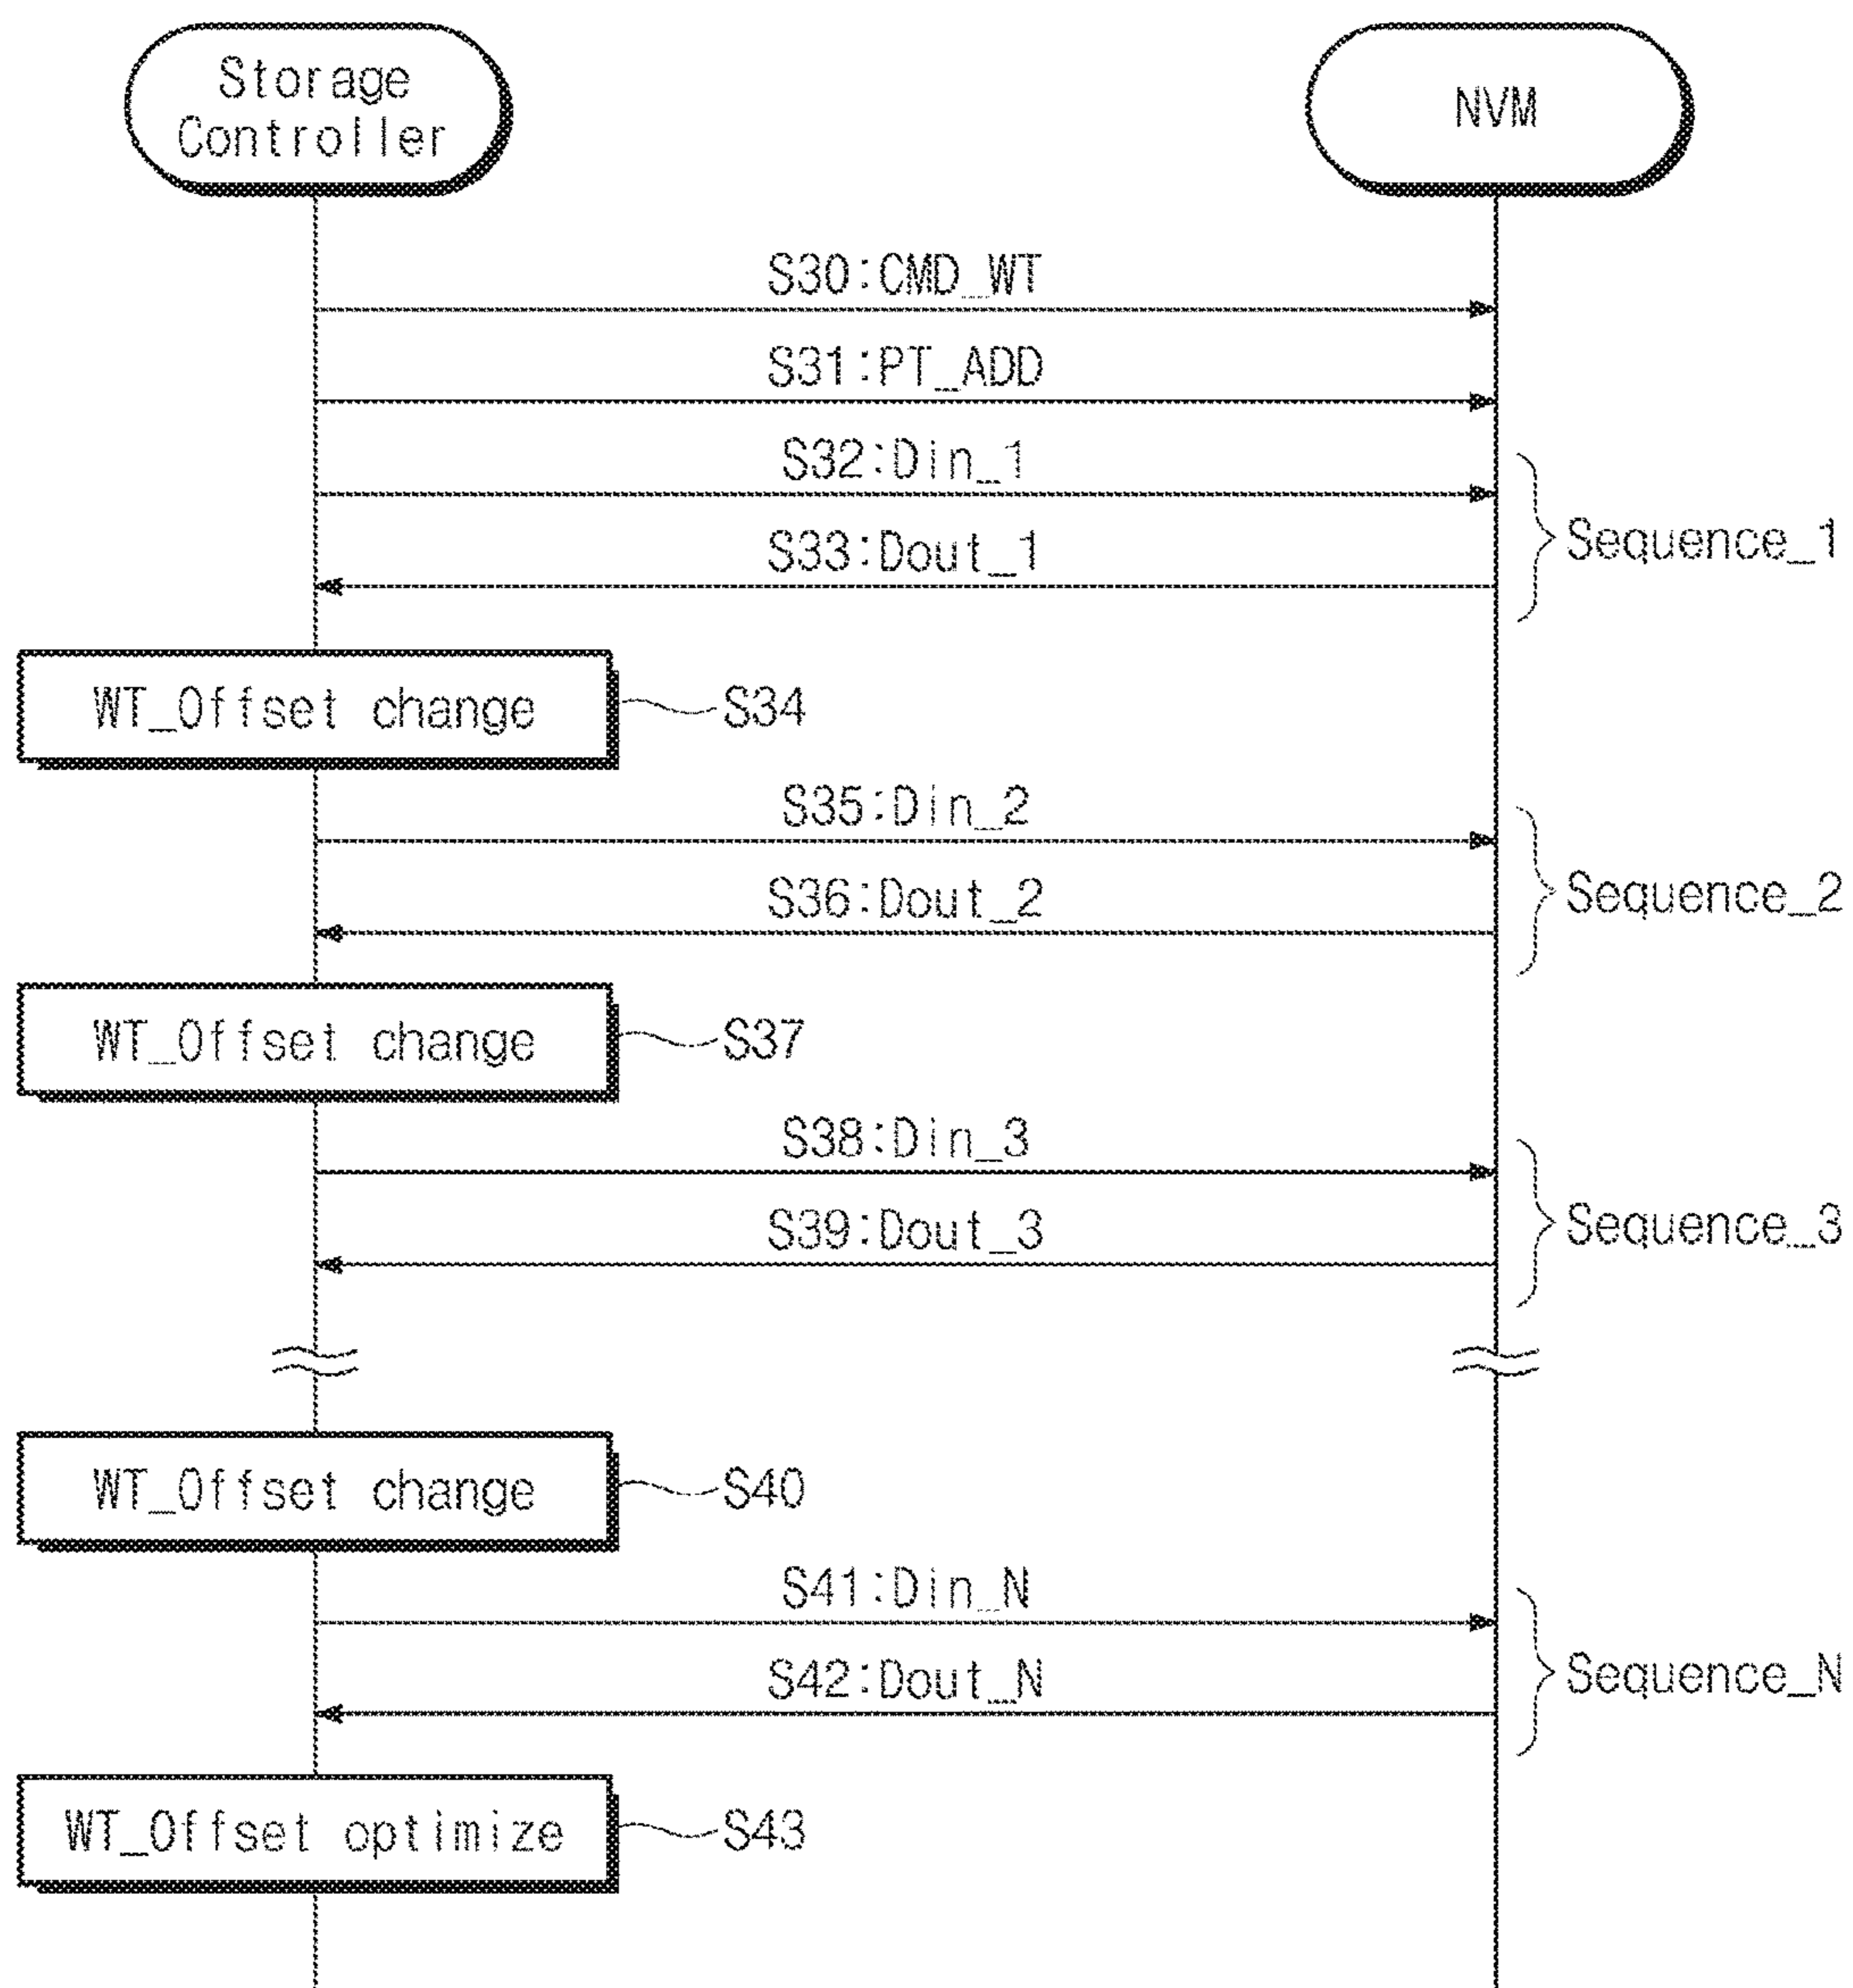 Storage
Controller
NVM
S30:CMD_WT
S31:PT_ADD
S32:Din_1
S33:Dout_1
Sequence_1
WT_Offset change
S34
S35:Din_2
S36:Dout_2
Sequence_2
WT_Offset change
S37
S38:Din_3
S39:Dout_3
Sequence_3
WT_Offset change
S40
S41:Din_N
S42:Dout_N
Sequence_N
WT_Offset optimize
S43